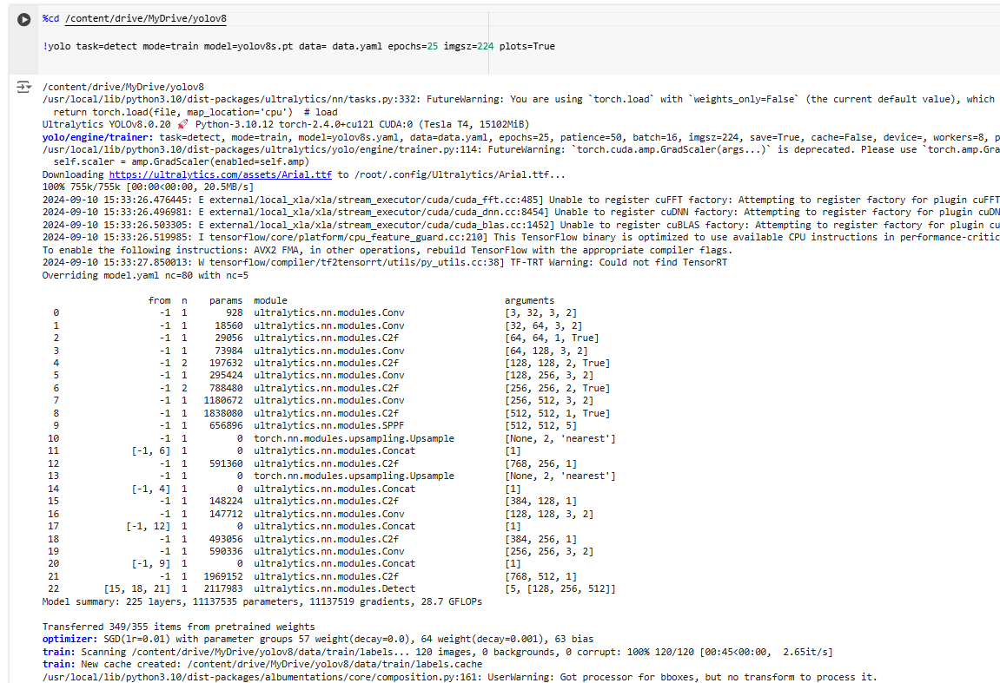 %cd /content/drive/MyDrive/yolov8
!yolo task=detect mode=train model=yolov8s.pt data= data.yaml epochs=25 imgsz=224 plots=True
/content/drive/MyDrive/yolov8
/usr/local/lib/python3.10/dist-packages/ultralytics/nn/tasks.py:332: FutureWarning: You are using `torch.load` with `weights_only=False` (the current default value), which
  return torch.load(file, map_location='cpu')  # load
Ultralytics YOLOv8.0.20 🚀 Python-3.10.12 torch-2.4.0+cu121 CUDA:0 (Tesla T4, 15102MiB)
yolo/engine/trainer: task=detect, mode=train, model=yolov8s.yaml, data=data.yaml, epochs=25, patience=50, batch=16, imgsz=224, save=True, cache=False, device=, workers=8, p
/usr/local/lib/python3.10/dist-packages/ultralytics/yolo/engine/trainer.py:114: FutureWarning: `torch.cuda.amp.GradScaler(args...)` is deprecated. Please use `torch.amp.Gra
  self.scaler = amp.GradScaler(enabled=self.amp)
Downloading https://ultralytics.com/assets/Arial.ttf to /root/.config/Ultralytics/Arial.ttf...
100% 755k/755k [00:00<00:00, 20.5MB/s]
2024-09-10 15:33:26.476445: E external/local_xla/xla/stream_executor/cuda/cuda_fft.cc:485] Unable to register cuFFT factory: Attempting to register factory for plugin cuFFT
2024-09-10 15:33:26.496981: E external/local_xla/xla/stream_executor/cuda/cuda_dnn.cc:8454] Unable to register cuDNN factory: Attempting to register factory for plugin cuDN
2024-09-10 15:33:26.503305: E external/local_xla/xla/stream_executor/cuda/cuda_blas.cc:1452] Unable to register cuBLAS factory: Attempting to register factory for plugin cu
2024-09-10 15:33:26.519985: I tensorflow/core/platform/cpu_feature_guard.cc:210] This TensorFlow binary is optimized to use available CPU instructions in performance-critic
To enable the following instructions: AVX2 FMA, in other operations, rebuild TensorFlow with the appropriate compiler flags.
2024-09-10 15:33:27.850013: W tensorflow/compiler/tf2tensorrt/utils/py_utils.cc:38] TF-TRT Warning: Could not find TensorRT
Overriding model.yaml nc=80 with nc=5
from  n    params  module                                       arguments
0  -1  1  928  ultralytics.nn.modules.Conv  [3, 32, 3, 2]
1  -1  1  18560  ultralytics.nn.modules.Conv  [32, 64, 3, 2]
2  -1  1  29056  ultralytics.nn.modules.C2f  [64, 64, 1, True]
3  -1  1  73984  ultralytics.nn.modules.Conv  [64, 128, 3, 2]
4  -1  2  197632  ultralytics.nn.modules.C2f  [128, 128, 2, True]
5  -1  1  295424  ultralytics.nn.modules.Conv  [128, 256, 3, 2]
6  -1  2  788480  ultralytics.nn.modules.C2f  [256, 256, 2, True]
7  -1  1  1180672  ultralytics.nn.modules.Conv  [256, 512, 3, 2]
8  -1  1  1838080  ultralytics.nn.modules.C2f  [512, 512, 1, True]
9  -1  1  656896  ultralytics.nn.modules.SPPF  [512, 512, 5]
10  -1  1  0  torch.nn.modules.upsampling.Upsample  [None, 2, 'nearest']
11  [-1, 6]  1  0  ultralytics.nn.modules.Concat  [1]
12  -1  1  591360  ultralytics.nn.modules.C2f  [768, 256, 1]
13  -1  1  0  torch.nn.modules.upsampling.Upsample  [None, 2, 'nearest']
14  [-1, 4]  1  0  ultralytics.nn.modules.Concat  [1]
15  -1  1  148224  ultralytics.nn.modules.C2f  [384, 128, 1]
16  -1  1  147712  ultralytics.nn.modules.Conv  [128, 128, 3, 2]
17  [-1, 12]  1  0  ultralytics.nn.modules.Concat  [1]
18  -1  1  493056  ultralytics.nn.modules.C2f  [384, 256, 1]
19  -1  1  590336  ultralytics.nn.modules.Conv  [256, 256, 3, 2]
20  [-1, 9]  1  0  ultralytics.nn.modules.Concat  [1]
21  -1  1  1969152  ultralytics.nn.modules.C2f  [768, 512, 1]
22  [15, 18, 21]  1  2117983  ultralytics.nn.modules.Detect  [5, [128, 256, 512]]
Model summary: 225 layers, 11137535 parameters, 11137519 gradients, 28.7 GFLOPs
Transferred 349/355 items from pretrained weights
optimizer: SGD(lr=0.01) with parameter groups 57 weight(decay=0.0), 64 weight(decay=0.001), 63 bias
train: Scanning /content/drive/MyDrive/yolov8/data/train/labels... 120 images, 0 backgrounds, 0 corrupt: 100% 120/120 [00:45<00:00,  2.65it/s]
train: New cache created: /content/drive/MyDrive/yolov8/data/train/labels.cache
/usr/local/lib/python3.10/dist-packages/albumentations/core/composition.py:161: UserWarning: Got processor for bboxes, but no transform to process it.